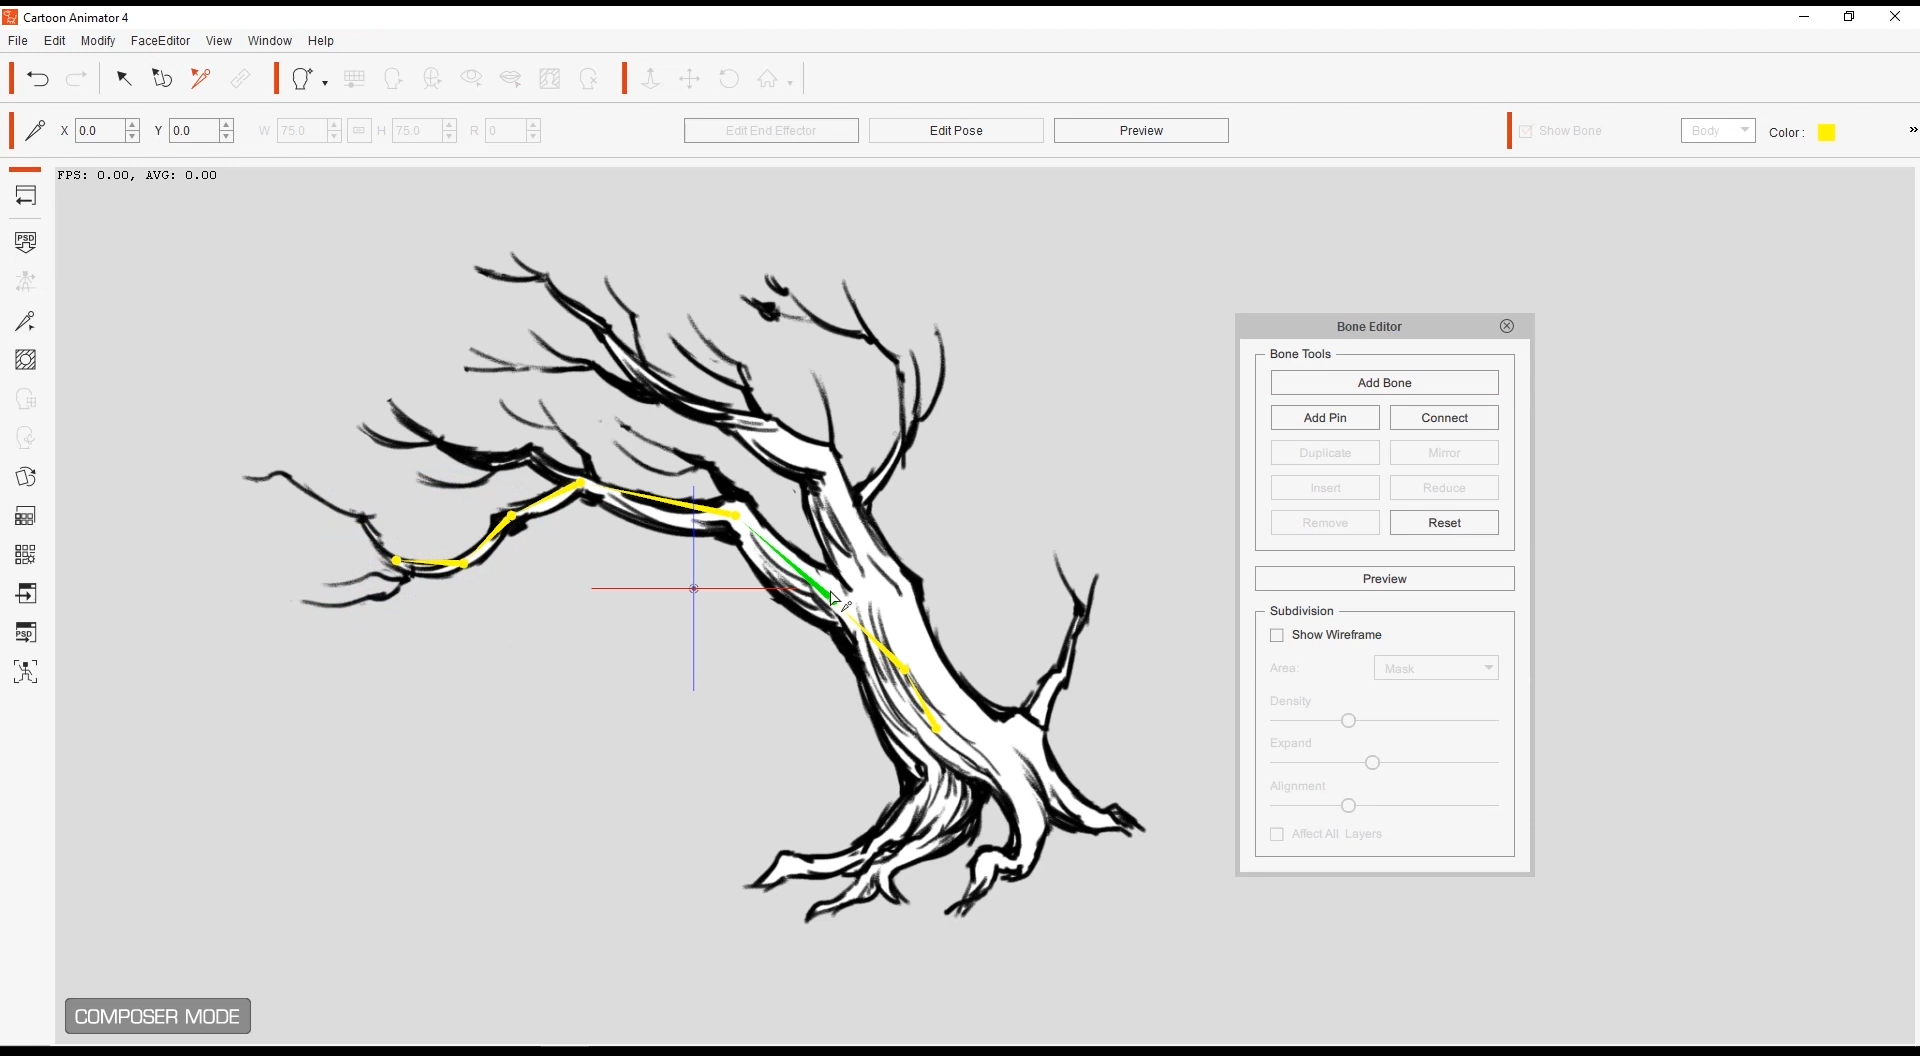 Cartoon Animator 4
File Edit Modify FaceEditor View Window Help
X 0.0 Y 0.0 W 75.0 H 75.0 R 0 Edit End Effector Edit Pose Preview Show Bone Body Color : »
FPS: 0.00, AVG: 0.00
PSD
PSD
Bone Editor
Bone Tools
Add Bone
Add Pin Connect
Duplicate Mirror
Insert Reduce
Remove Reset
Preview
Subdivision
Show Wireframe
Area: Mask
Density
Expand
Alignment
Affect All Layers
COMPOSER MODE